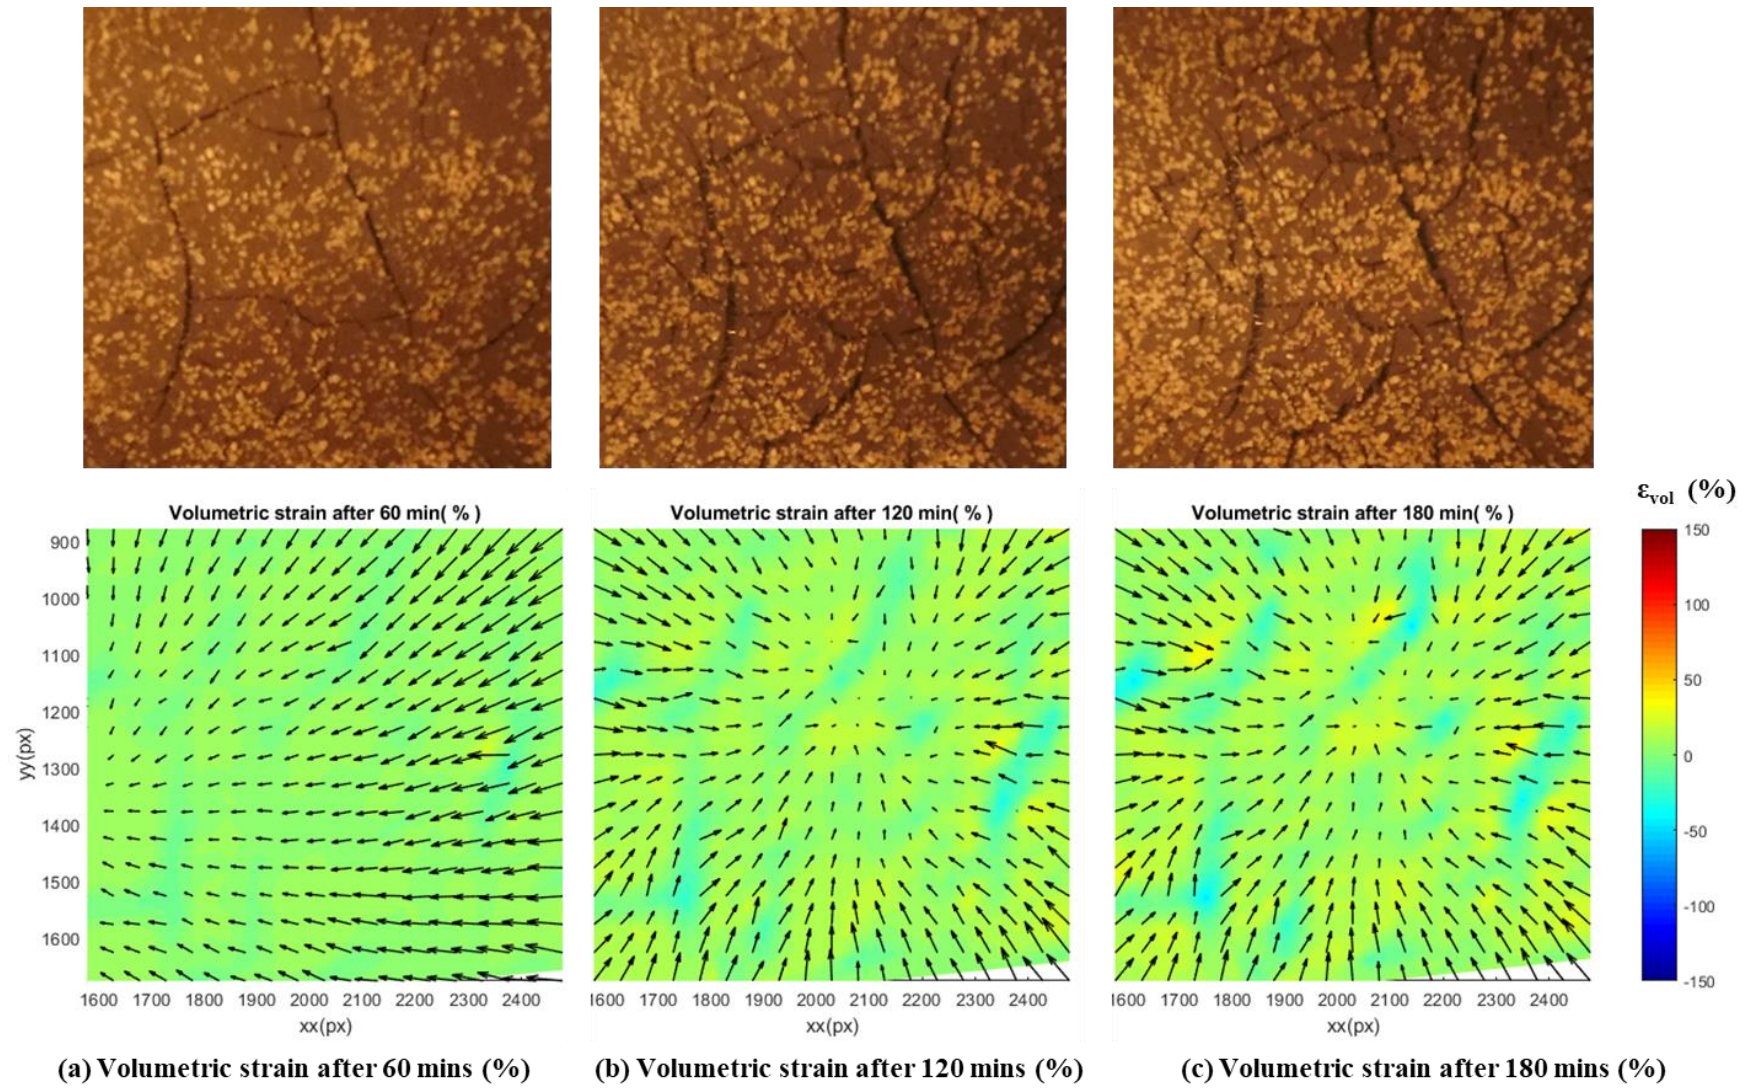 εvol (%)
Volumetric strain after 60 min( % )
Volumetric strain after 120 min( % )
Volumetric strain after 180 min( % )
150
100
50
0
-50
-100
-150
yy(px)
900
1000
1100
1200
1300
1400
1500
1600
1600 1700 1800 1900 2000 2100 2200 2300 2400
1600 1700 1800 1900 2000 2100 2200 2300 2400
1600 1700 1800 1900 2000 2100 2200 2300 2400
xx(px)
xx(px)
xx(px)
(a) Volumetric strain after 60 mins (%)
(b) Volumetric strain after 120 mins (%)
(c) Volumetric strain after 180 mins (%)